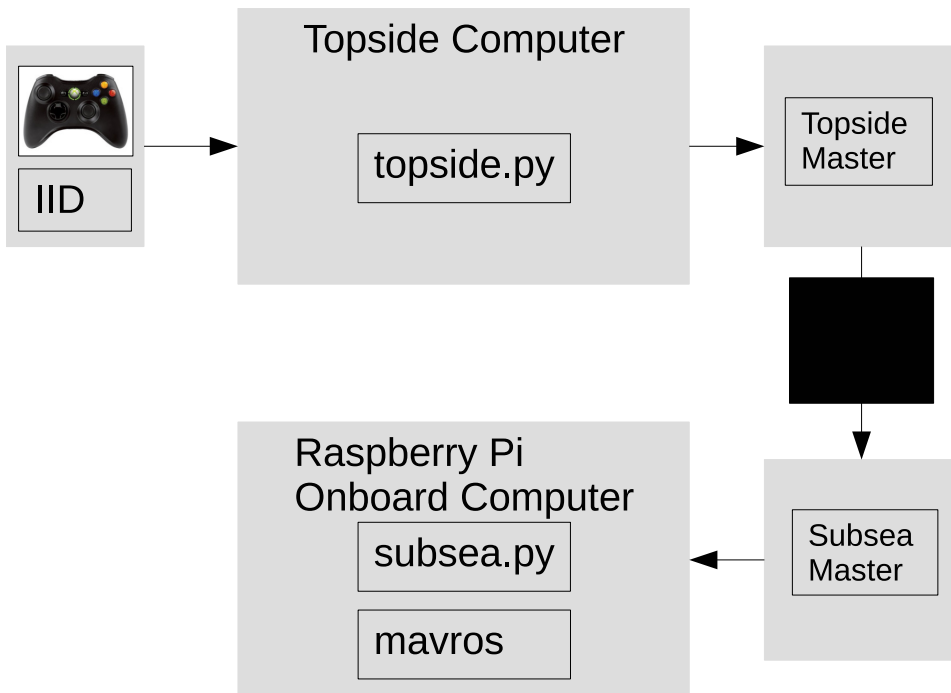 Topside Computer
IID
topside.py
Topside
Master
Raspberry Pi
Onboard Computer
subsea.py
mavros
Subsea
Master